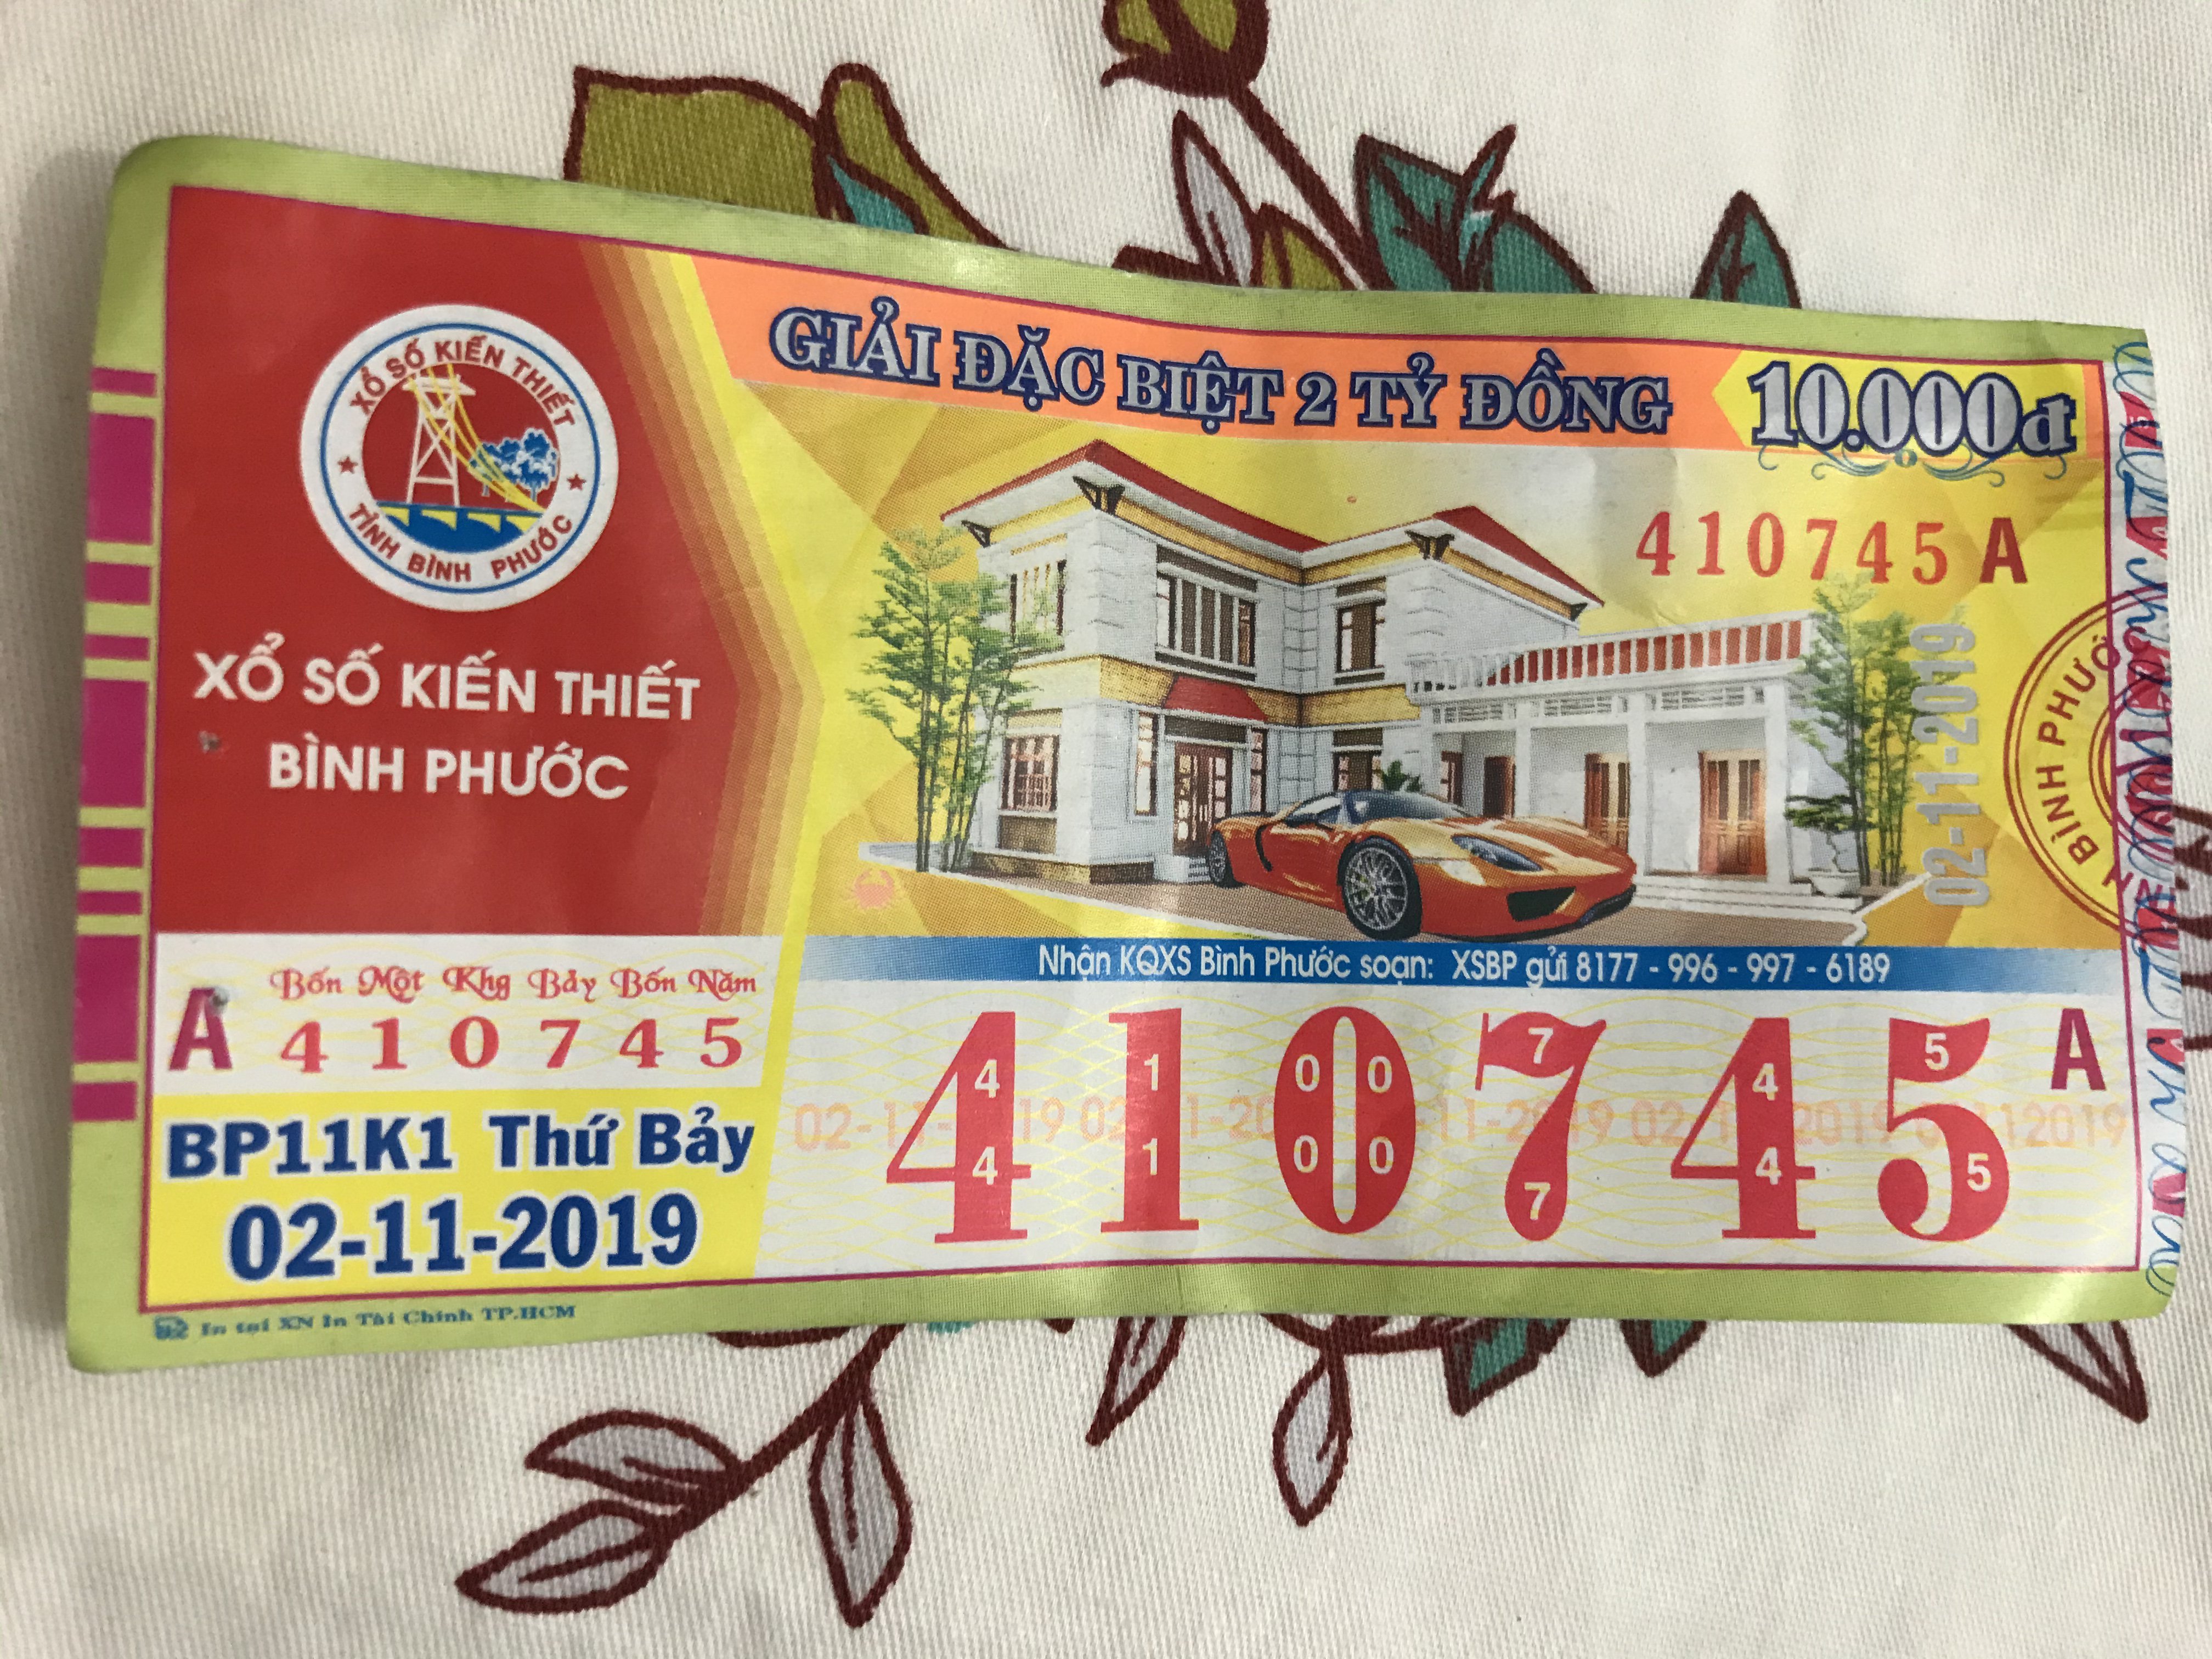 XỔ SỐ KIẾN THIẾT
TỈNH BÌNH PHƯỚC
XỔ SỐ KIẾN THIẾT
BÌNH PHƯỚC
GIẢI ĐẶC BIỆT 2 TỶ ĐỒNG
10.000đ
410745 A
02-11-2019
BÌNH PHƯỚ
Nhận KQXS Bình Phước soạn: XSBP gửi 8177 - 996 - 997 - 6189
Bốn Một Khg Bảy Bốn Năm
A 410745
410745 A
BP11K1 Thứ Bảy
02-11-2019
In tại XN In Tài Chính TP.HCM